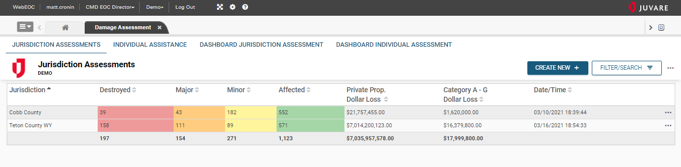 WebEOC matt.cronin CMD EOC Director Demo Log Out JUVARE
Damage Assessment
JURISDICTION ASSESSMENTS INDIVIDUAL ASSISTANCE DASHBOARD JURISDICTION ASSESSMENT DASHBOARD INDIVIDUAL ASSESSMENT
Jurisdiction Assessments
DEMO
CREATE NEW + FILTER/SEARCH
Jurisdiction Destroyed Major Minor Affected Private Prop. Dollar Loss Category A - G Dollar Loss Date/Time
Cobb County 39 43 182 552 $21,757,455.00 $1,620,000.00 03/10/2021 18:39:44
Teton County WY 158 111 89 571 $7,014,200,123.00 $16,379,800.00 03/16/2021 18:54:33
197 154 271 1,123 $7,035,957,578.00 $17,999,800.00